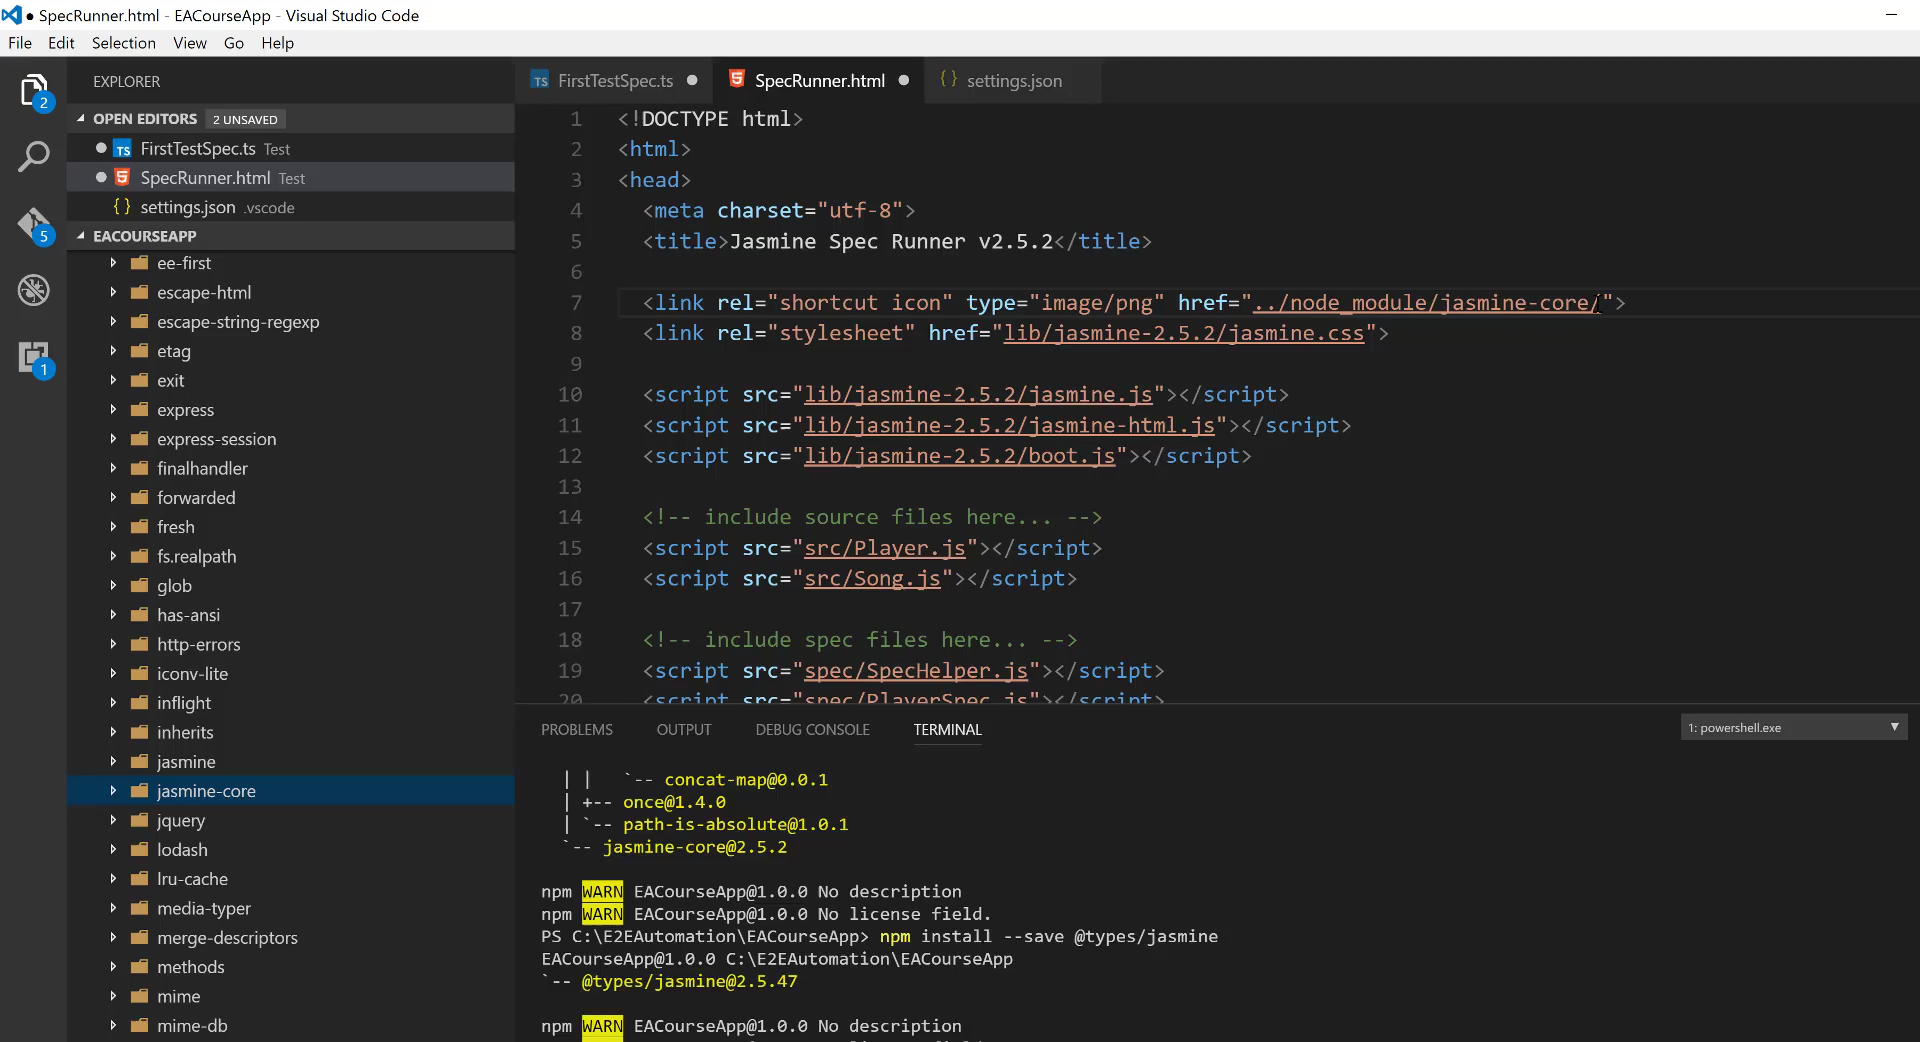 SpecRunner.html - EACourseApp - Visual Studio Code
File Edit Selection View Go Help
EXPLORER
OPEN EDITORS 2 UNSAVED
FirstTestSpec.ts Test
SpecRunner.html Test
{} settings.json .vscode
EACOURSEAPP
ee-first
escape-html
escape-string-regexp
etag
exit
express
express-session
finalhandler
forwarded
fresh
fs.realpath
glob
has-ansi
http-errors
iconv-lite
inflight
inherits
jasmine
jasmine-core
jquery
lodash
lru-cache
media-typer
merge-descriptors
methods
mime
mime-db
2
5
1
TS FirstTestSpec.ts
5 SpecRunner.html
{} settings.json
1 <!DOCTYPE html>
2 <html>
3 <head>
4 <meta charset="utf-8">
5 <title>Jasmine Spec Runner v2.5.2</title>
6
7 <link rel="shortcut icon" type="image/png" href="../node_module/jasmine-core/">
8 <link rel="stylesheet" href="lib/jasmine-2.5.2/jasmine.css">
9
10 <script src="lib/jasmine-2.5.2/jasmine.js"></script>
11 <script src="lib/jasmine-2.5.2/jasmine-html.js"></script>
12 <script src="lib/jasmine-2.5.2/boot.js"></script>
13
14 <!-- include source files here... -->
15 <script src="src/Player.js"></script>
16 <script src="src/Song.js"></script>
17
18 <!-- include spec files here... -->
19 <script src="spec/SpecHelper.js"></script>
20 <script src="spec/PlayerSpec.js"></script>
PROBLEMS OUTPUT DEBUG CONSOLE TERMINAL
1: powershell.exe
| | `-- concat-map@0.0.1
| +-- once@1.4.0
| `-- path-is-absolute@1.0.1
`-- jasmine-core@2.5.2
npm WARN EACourseApp@1.0.0 No description
npm WARN EACourseApp@1.0.0 No license field.
PS C:\E2EAutomation\EACourseApp> npm install --save @types/jasmine
EACourseApp@1.0.0 C:\E2EAutomation\EACourseApp
`-- @types/jasmine@2.5.47
npm WARN EACourseApp@1.0.0 No description